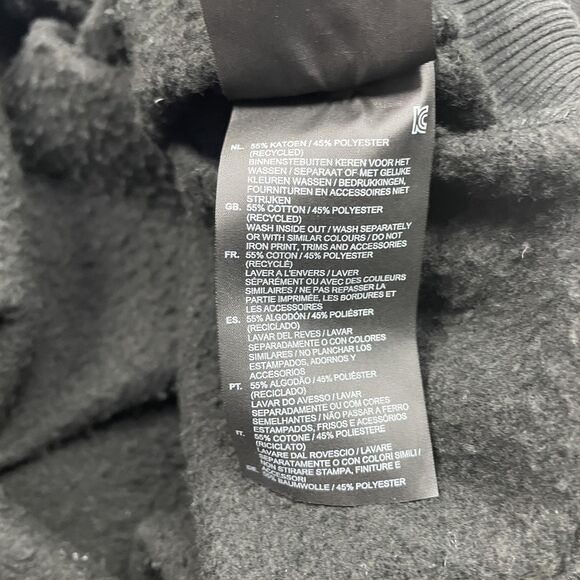 NL. 55% KATOEN / 45% POLYESTER
(RECYCLED)
BINNENSTEBUITEN KEREN VOOR HET
WASSEN / SEPARAAT OF MET GELIJKE
KLEUREN WASSEN / BEDRUKKINGEN,
FOURNITUREN EN ACCESSOIRES NIET
STRIJKEN
GB. 55% COTTON / 45% POLYESTER
(RECYCLED)
WASH INSIDE OUT / WASH SEPARATELY
OR WITH SIMILAR COLOURS / DO NOT
IRON PRINT, TRIMS AND ACCESSORIES
FR. 55% COTON / 45% POLYESTER
(RECYCLÉ)
LAVER A L'ENVERS / LAVER
SÉPARÉMENT OU AVEC DES COULEURS
SIMILAIRES / NE PAS REPASSER LA
PARTIE IMPRIMÉE, LES BORDURES ET
LES ACCESSOIRES
ES. 55% ALGODÓN / 45% POLIÉSTER
(RECICLADO)
LAVAR DEL REVES / LAVAR
SEPARADAMENTE O CON COLORES
SIMILARES / NO PLANCHAR LOS
ESTAMPADOS, ADORNOS Y
ACCESORIOS
PT. 55% ALGODÃO / 45% POLIÉSTER
(RECICLADO)
LAVAR DO AVESSO / LAVAR
SEPARADAMENTE OU COM CORES
SEMELHANTES / NÃO PASSAR A FERRO
ESTAMPADOS, FRISOS E ACESSÓRIOS
IT. 55% COTONE / 45% POLIESTERE
(RICICLATO)
LAVARE DAL ROVESCIO / LAVARE
SEPARATAMENTE O CON COLORI SIMILI /
NON STIRARE STAMPA, FINITURE E
ACCESSORI
DE. 55% BAUMWOLLE / 45% POLYESTER